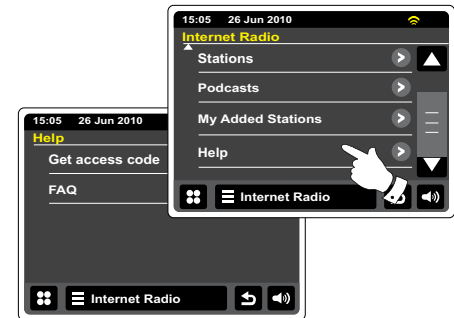 15:05 26 Jun 2010
Internet Radio
Stations
Podcasts
My Added Stations
Help
Internet Radio
15:05 26 Jun 2010
Help
Get access code
FAQ
Internet Radio